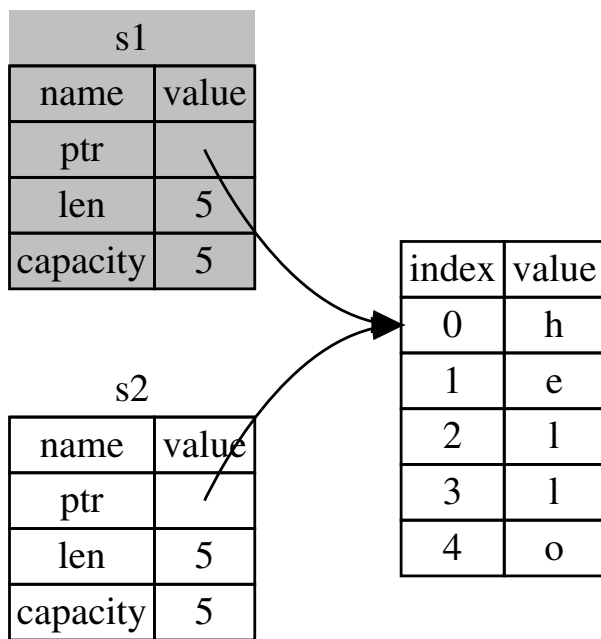 s1
name value
ptr
len 5
capacity 5
s2
name value
ptr
len 5
capacity 5
index value
0 h
1 e
2 l
3 l
4 o